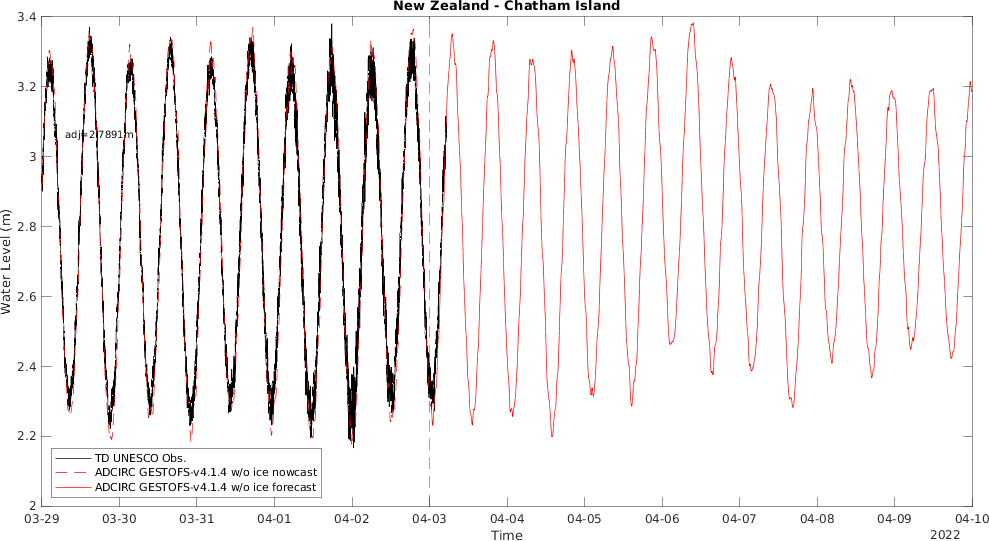 New Zealand - Chatham Island
3.4
3.2
3
2.8
2.6
2.4
2.2
2
Water Level (m)
adj=2.7891m
TD UNESCO Obs.
ADCIRC GESTOFS-v4.1.4 w/o ice nowcast
ADCIRC GESTOFS-v4.1.4 w/o ice forecast
03-29 03-30 03-31 04-01 04-02 04-03 04-04 04-05 04-06 04-07 04-08 04-09 04-10
Time
2022